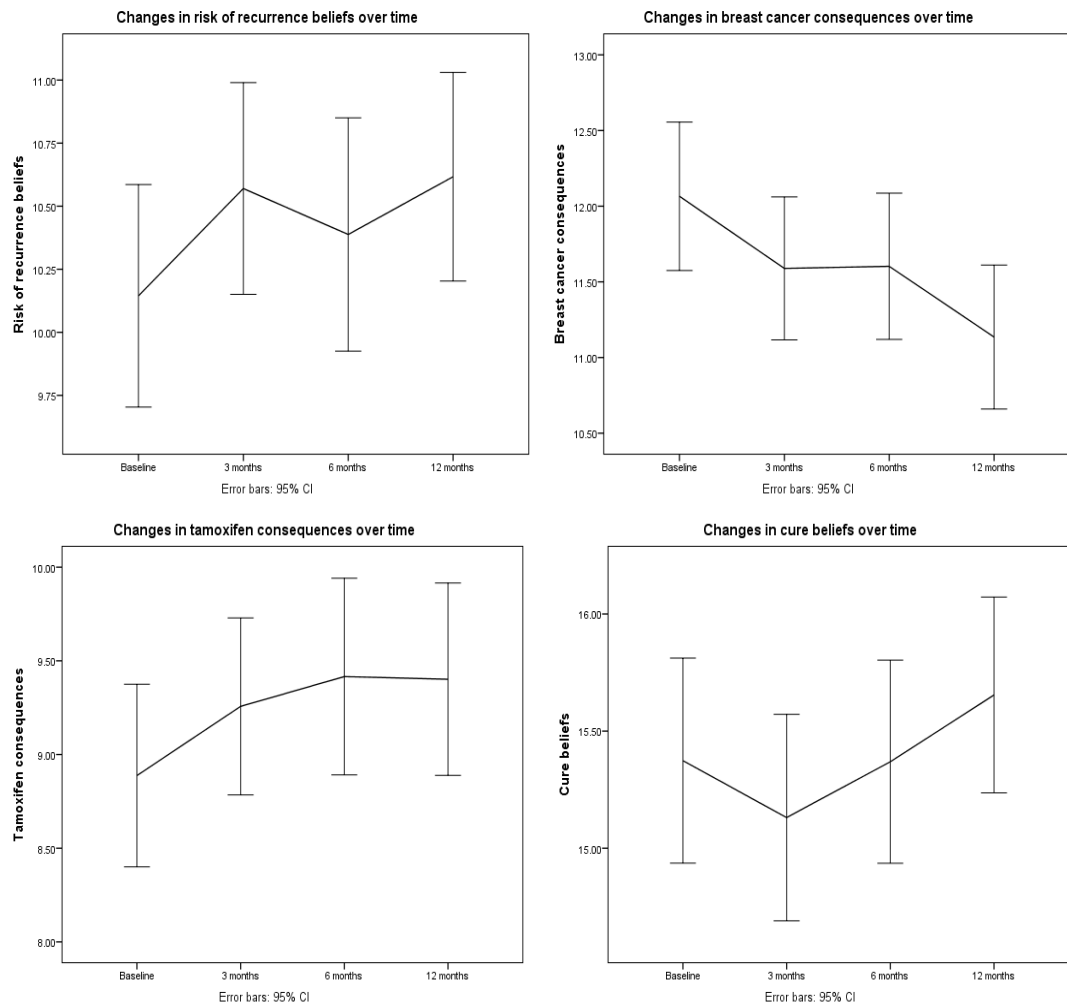 Changes in risk of recurrence beliefs over time
Risk of recurrence beliefs
11.00
10.75
10.50
10.25
10.00
9.75
Baseline 3 months 6 months 12 months
Error bars: 95% CI
Changes in breast cancer consequences over time
Breast cancer consequences
13.00
12.50
12.00
11.50
11.00
10.50
Baseline 3 months 6 months 12 months
Error bars: 95% CI
Changes in tamoxifen consequences over time
Tamoxifen consequences
10.00
9.50
9.00
8.50
8.00
Baseline 3 months 6 months 12 months
Error bars: 95% CI
Changes in cure beliefs over time
Cure beliefs
16.00
15.50
15.00
Baseline 3 months 6 months 12 months
Error bars: 95% CI